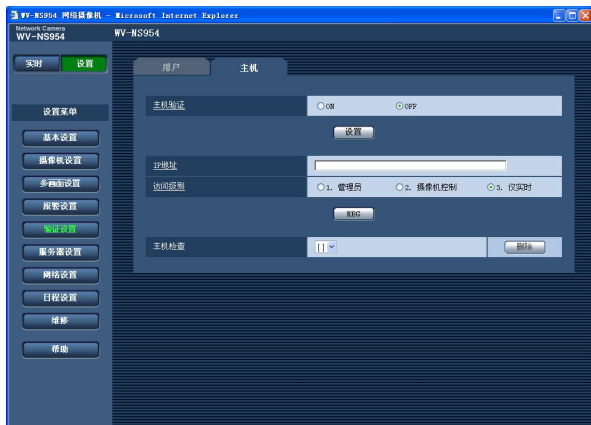 WV-NS954 网络摄像机 - Microsoft Internet Explorer
Network Camera
WV-NS954
WV-NS954
实时 设置
用户 主机
设置菜单
基本设置
摄像机设置
多画面设置
报警设置
验证设置
服务器设置
网络设置
日程设置
维修
帮助
主机验证 ON OFF
设置
IP地址
访问级别 1. 管理员 2. 摄像机控制 3. 仅实时
REG
主机检查 [] 删除